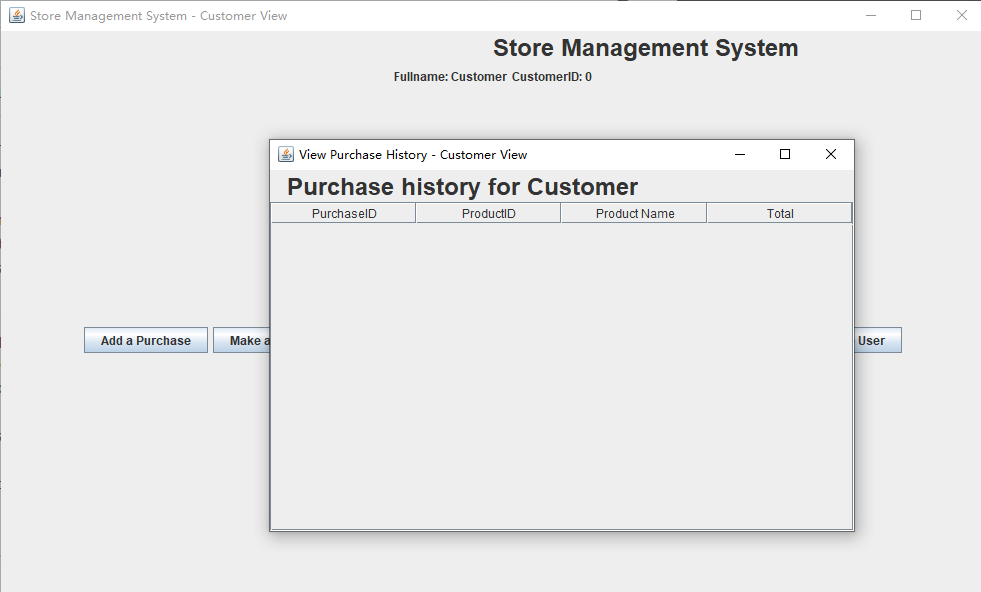 Store Management System - Customer View
Store Management System
Fullname: Customer CustomerID: 0
View Purchase History - Customer View
Purchase history for Customer
PurchaseID ProductID Product Name Total
Add a Purchase Make a User